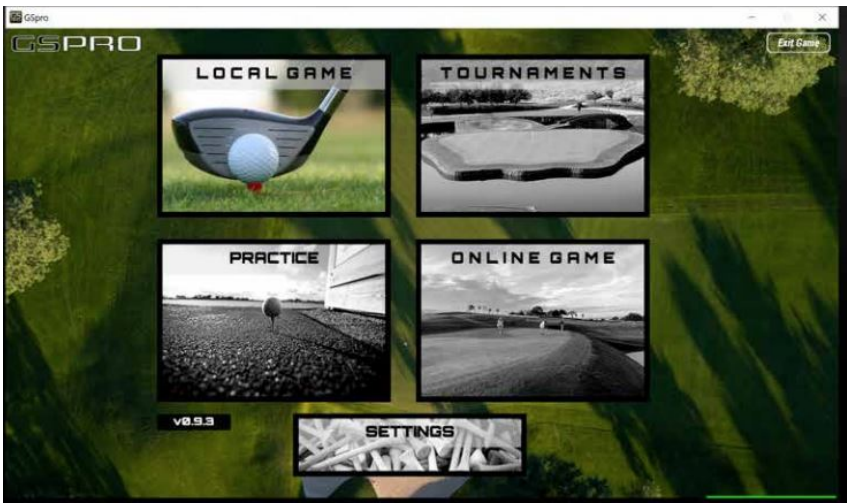 GSpro
GSPRO
Exit Game
LOCAL GAME
TOURNAMENTS
PRACTICE
ONLINE GAME
v0.9.3
SETTINGS